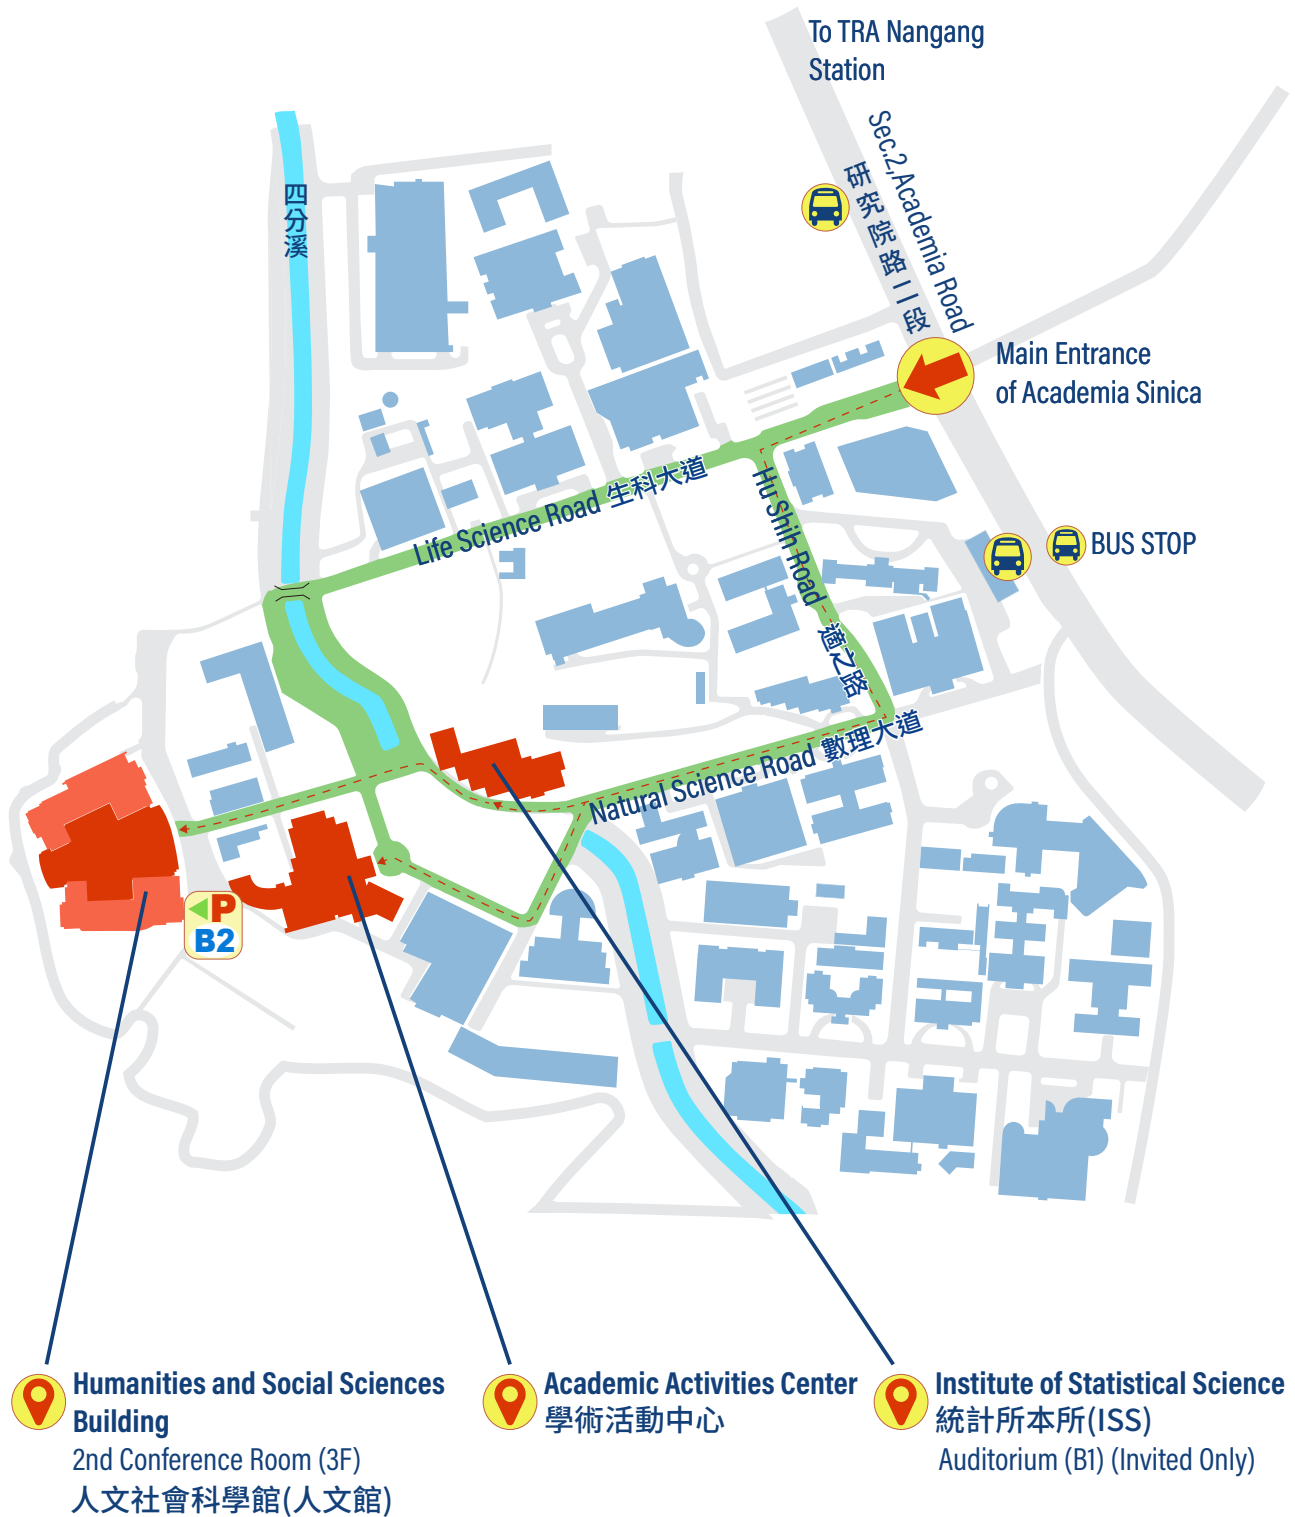 To TRA Nangang
Station
Sec.2,Academia Road
研究院路二段
四分溪
Main Entrance
of Academia Sinica
BUS STOP
Life Science Road 生科大道
Hu Shih Road 適之路
Natural Science Road 數理大道
P
B2
Humanities and Social Sciences
Building
2nd Conference Room (3F)
人文社會科學館(人文館)
Academic Activities Center
學術活動中心
Institute of Statistical Science
統計所本所(ISS)
Auditorium (B1) (Invited Only)